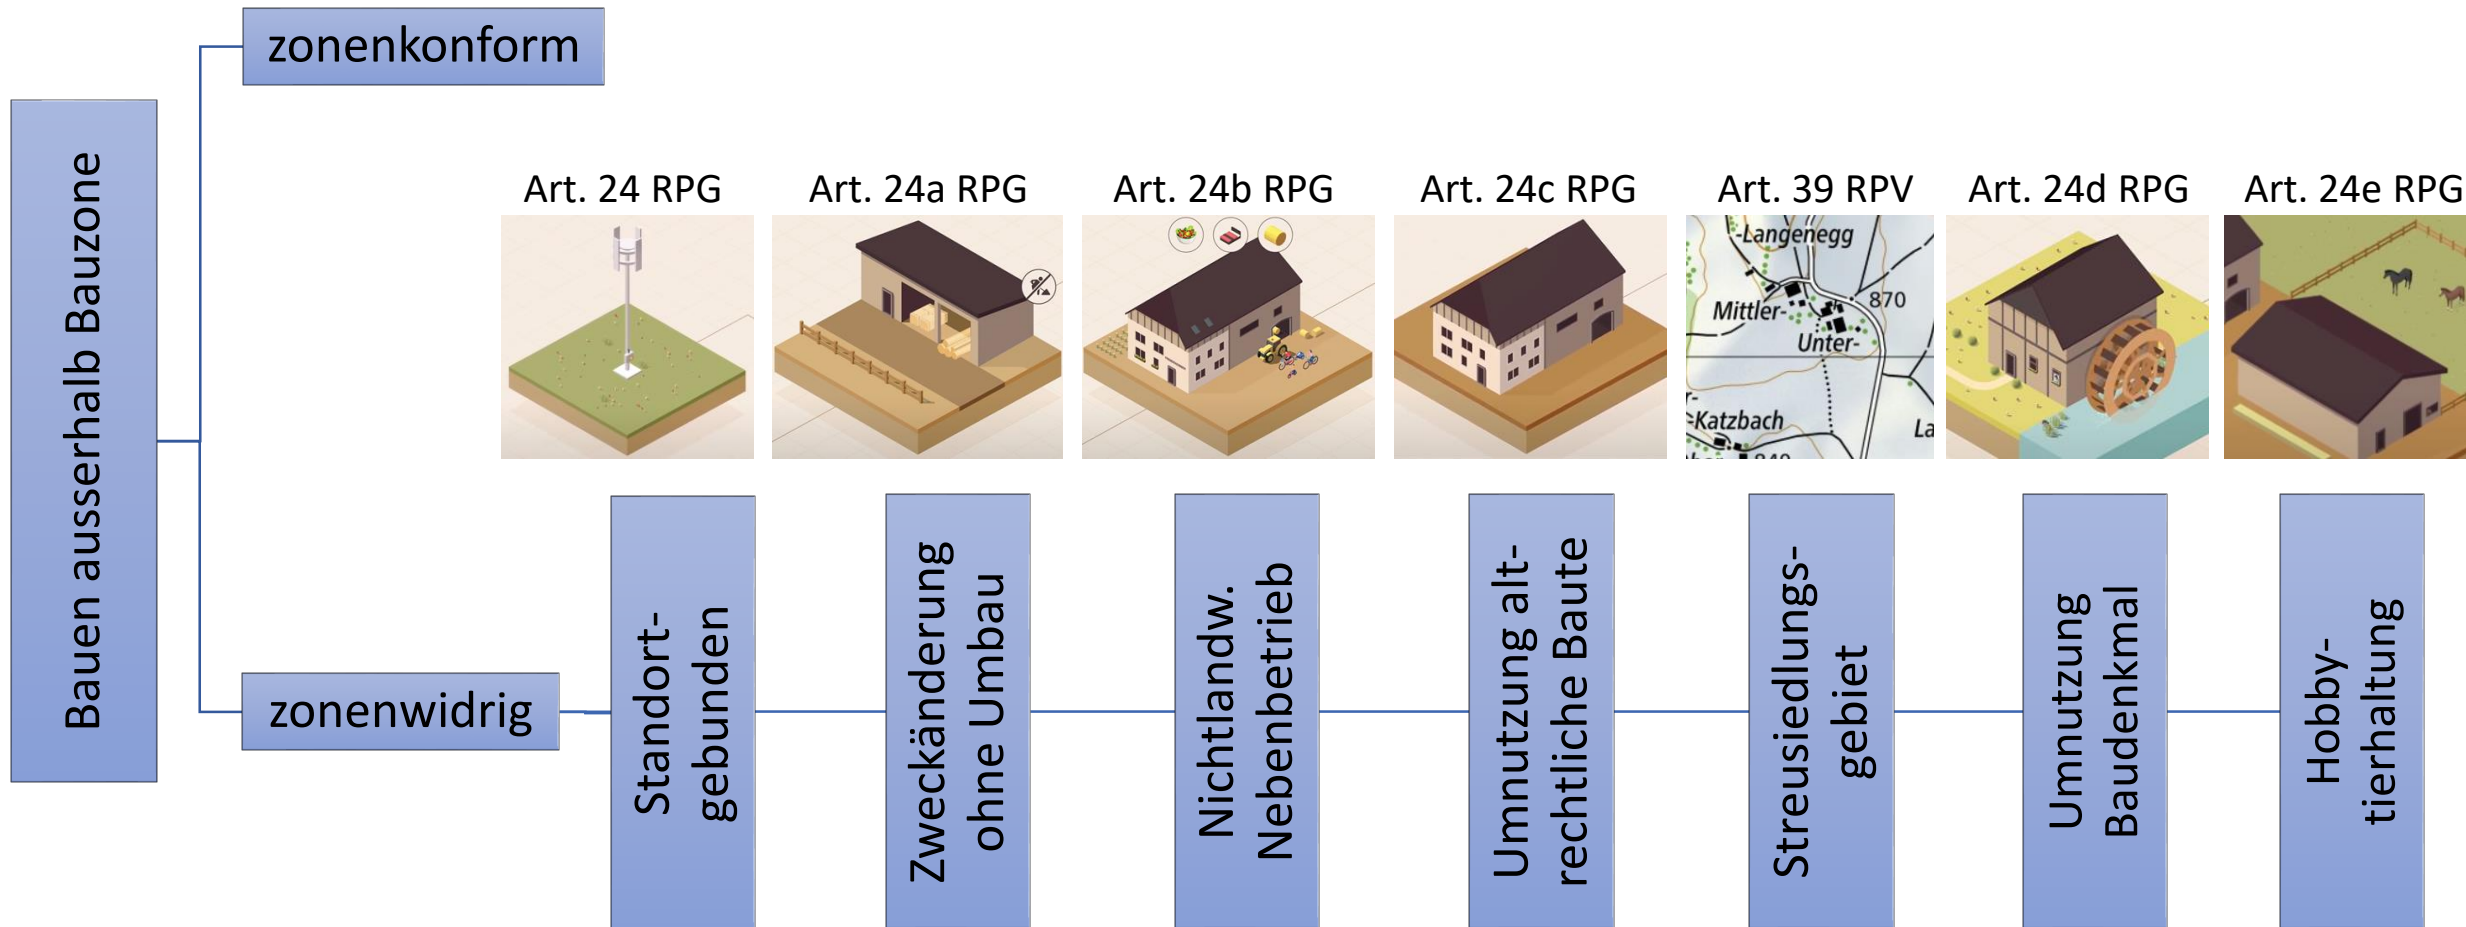 zonenkonform
Bauen ausserhalb Bauzone
Art. 24 RPG
Art. 24a RPG
Art. 24b RPG
Art. 24c RPG
Art. 39 RPV
Art. 24d RPG
Art. 24e RPG
-Langenegg
870
Mittler-
Unter-
-Katzbach
La
zonenwidrig
Standort-
gebunden
Zweckänderung
ohne Umbau
Nichtlandw.
Nebenbetrieb
Umnutzung alt-
rechtliche Baute
Streusiedlungs-
gebiet
Umnutzung
Baudenkmal
Hobby-
tierhaltung